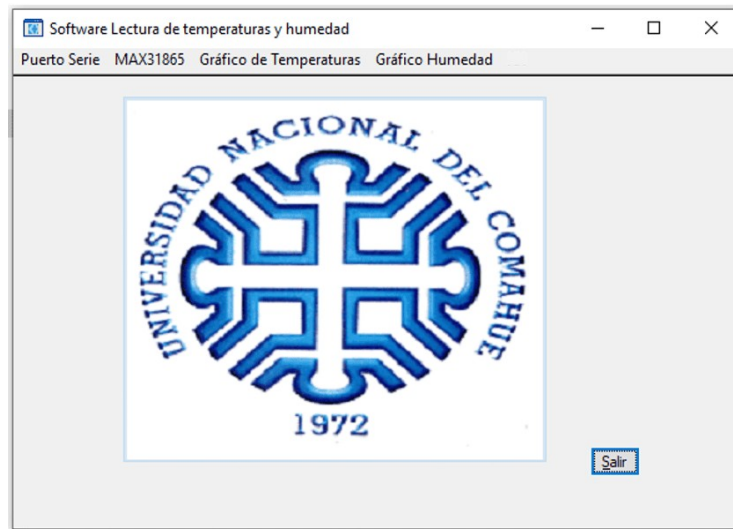 Software Lectura de temperaturas y humedad
Puerto Serie MAX31865 Gráfico de Temperaturas Gráfico Humedad
UNIVERSIDAD NACIONAL DEL COMAHUE
1972
Salir